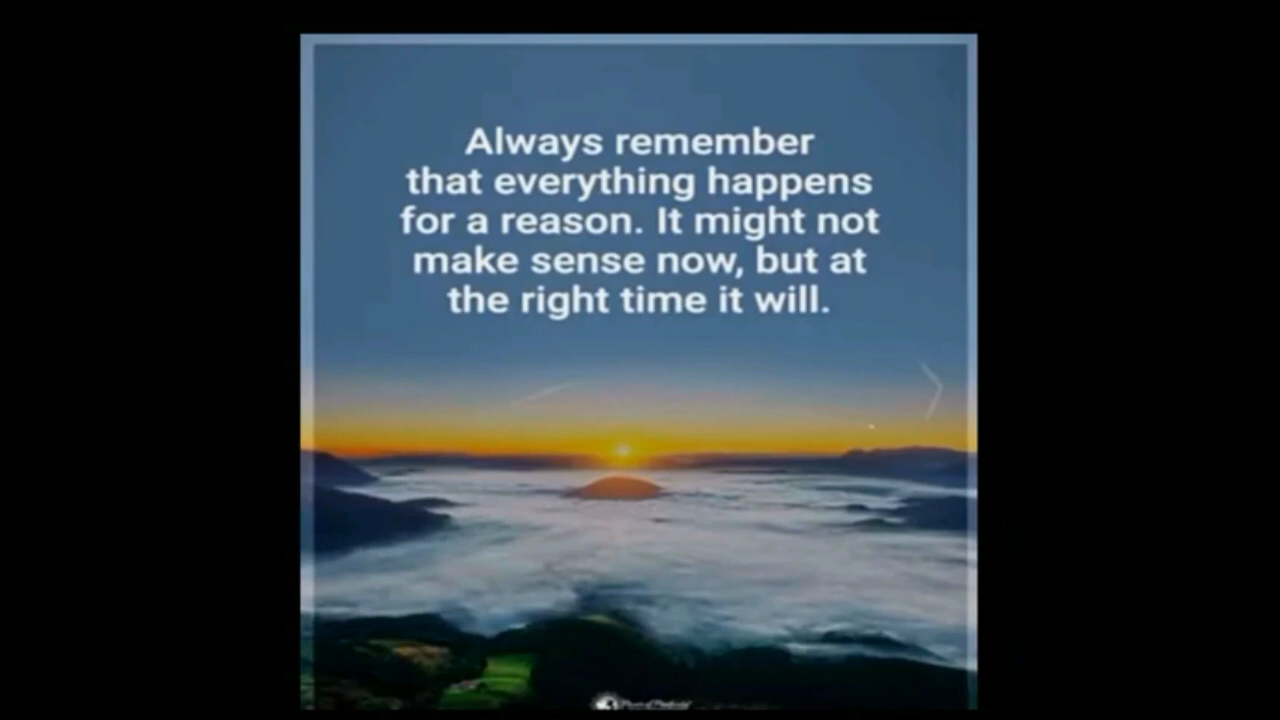 Always remember
that everything happens
for a reason. It might not
make sense now, but at
the right time it will.